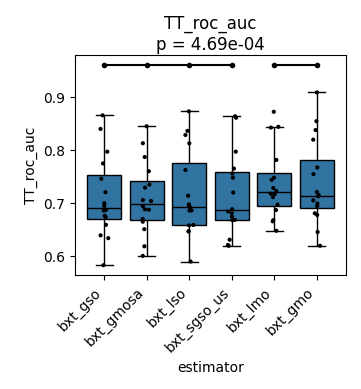 TT_roc_auc
p = 4.69e-04
TT_roc_auc
0.9
0.8
0.7
0.6
bxt_gso
bxt_gmosa
bxt_lso
bxt_sgso_us
bxt_lmo
bxt_gmo
estimator